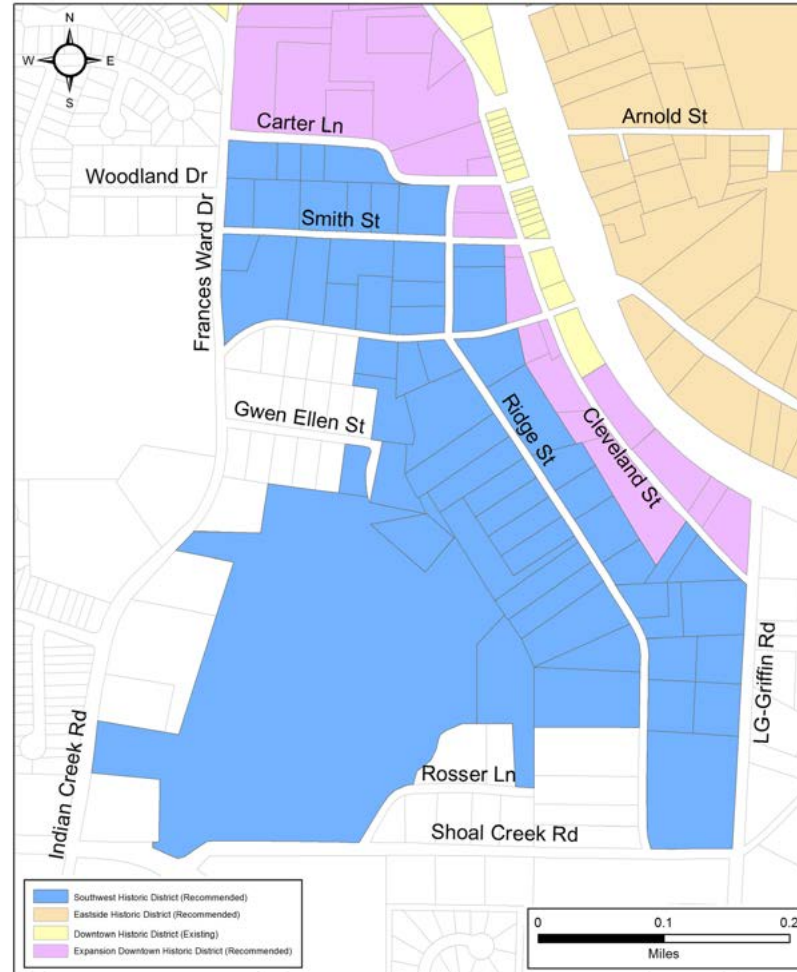 N
W E
S
Carter Ln
Arnold St
Woodland Dr
Smith St
Frances Ward Dr
Gwen Ellen St
Ridge St
Cleveland St
LG-Griffin Rd
Indian Creek Rd
Rosser Ln
Shoal Creek Rd
Southwest Historic District (Recommended)
Eastside Historic District (Recommended)
Downtown Historic District (Existing)
Expansion Downtown Historic District (Recommended)
0 0.1 0.2
Miles